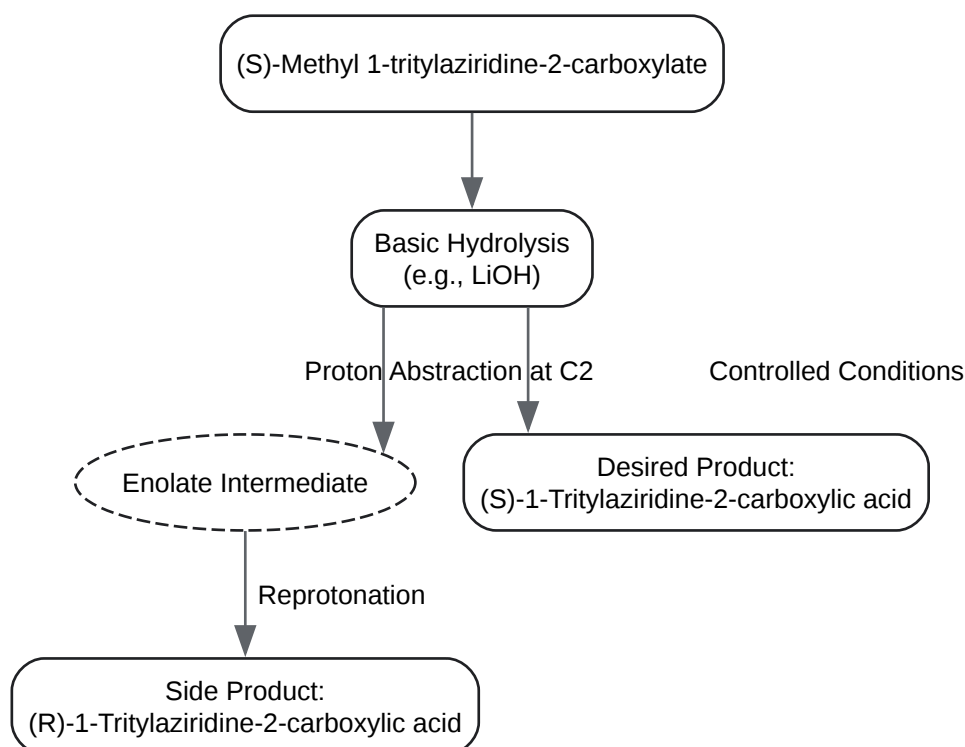 (S)-Methyl 1-tritylaziridine-2-carboxylate
Basic Hydrolysis
(e.g., LiOH)
Proton Abstraction at C2
Controlled Conditions
Enolate Intermediate
Desired Product:
(S)-1-Tritylaziridine-2-carboxylic acid
Reprotonation
Side Product:
(R)-1-Tritylaziridine-2-carboxylic acid